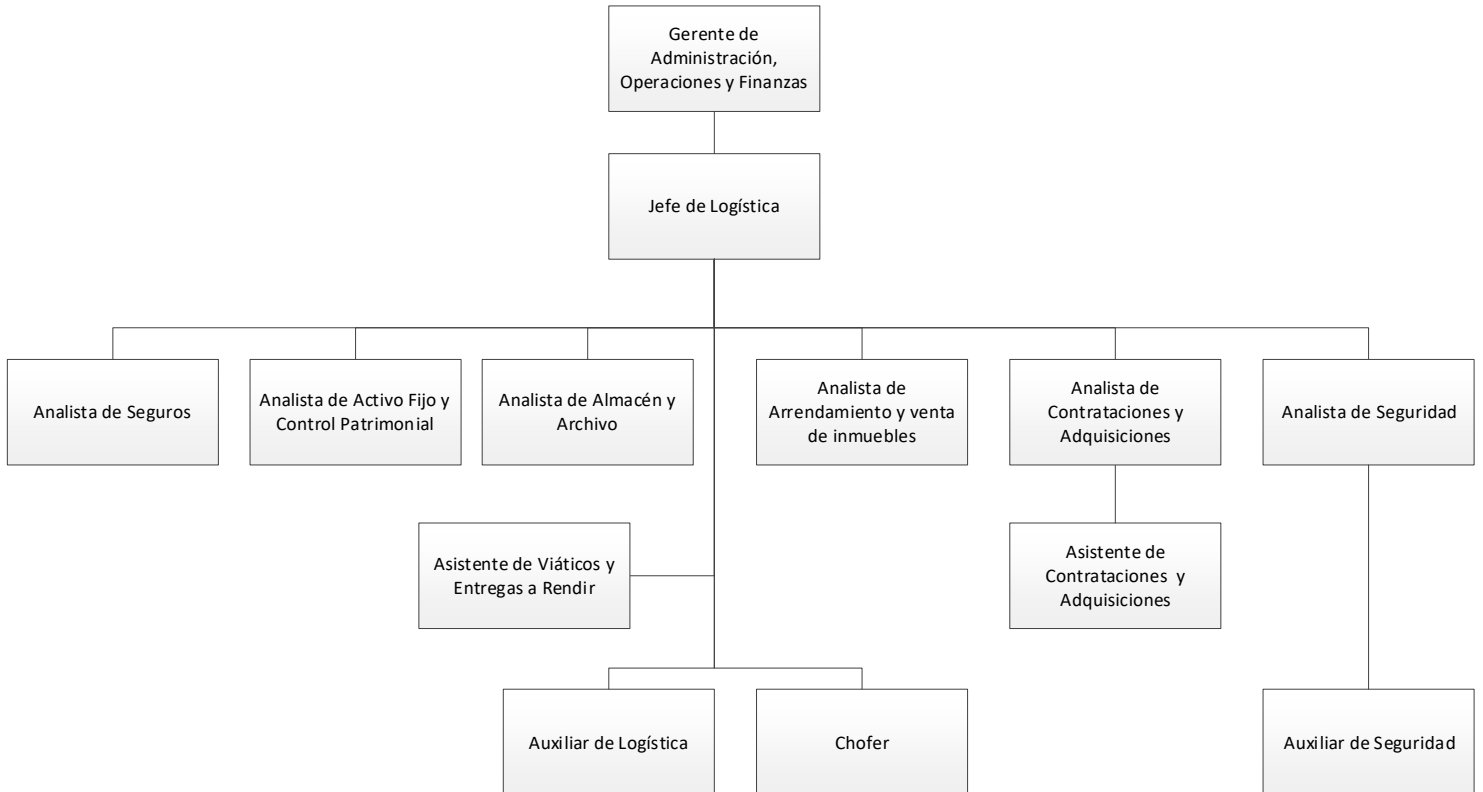 Gerente de
Administración,
Operaciones y Finanzas
Jefe de Logística
Analista de Seguros
Analista de Activo Fijo y
Control Patrimonial
Analista de Almacén y
Archivo
Analista de
Arrendamiento y venta
de inmuebles
Analista de
Contrataciones y
Adquisiciones
Analista de Seguridad
Asistente de Viáticos y
Entregas a Rendir
Asistente de
Contrataciones y
Adquisiciones
Auxiliar de Logística
Chofer
Auxiliar de Seguridad